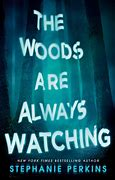 THE
WOODS
ARE
ALWAYS
WATCHING
NEW YORK TIMES BESTSELLING AUTHOR
STEPHANIE PERKINS